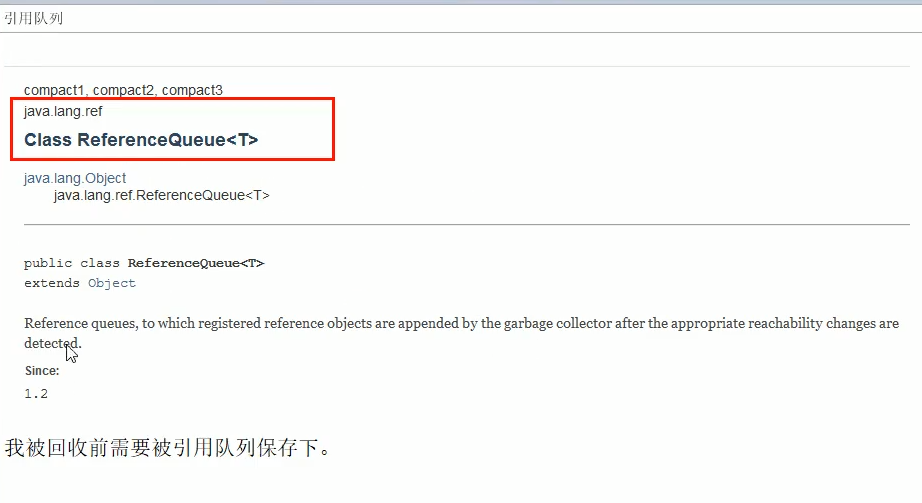 引用队列
compact1, compact2, compact3
java.lang.ref
Class ReferenceQueue<T>
java.lang.Object
java.lang.ref.ReferenceQueue<T>
public class ReferenceQueue<T>
extends Object
Reference queues, to which registered reference objects are appended by the garbage collector after the appropriate reachability changes are
detected.
Since:
1.2
我被回收前需要被引用队列保存下。